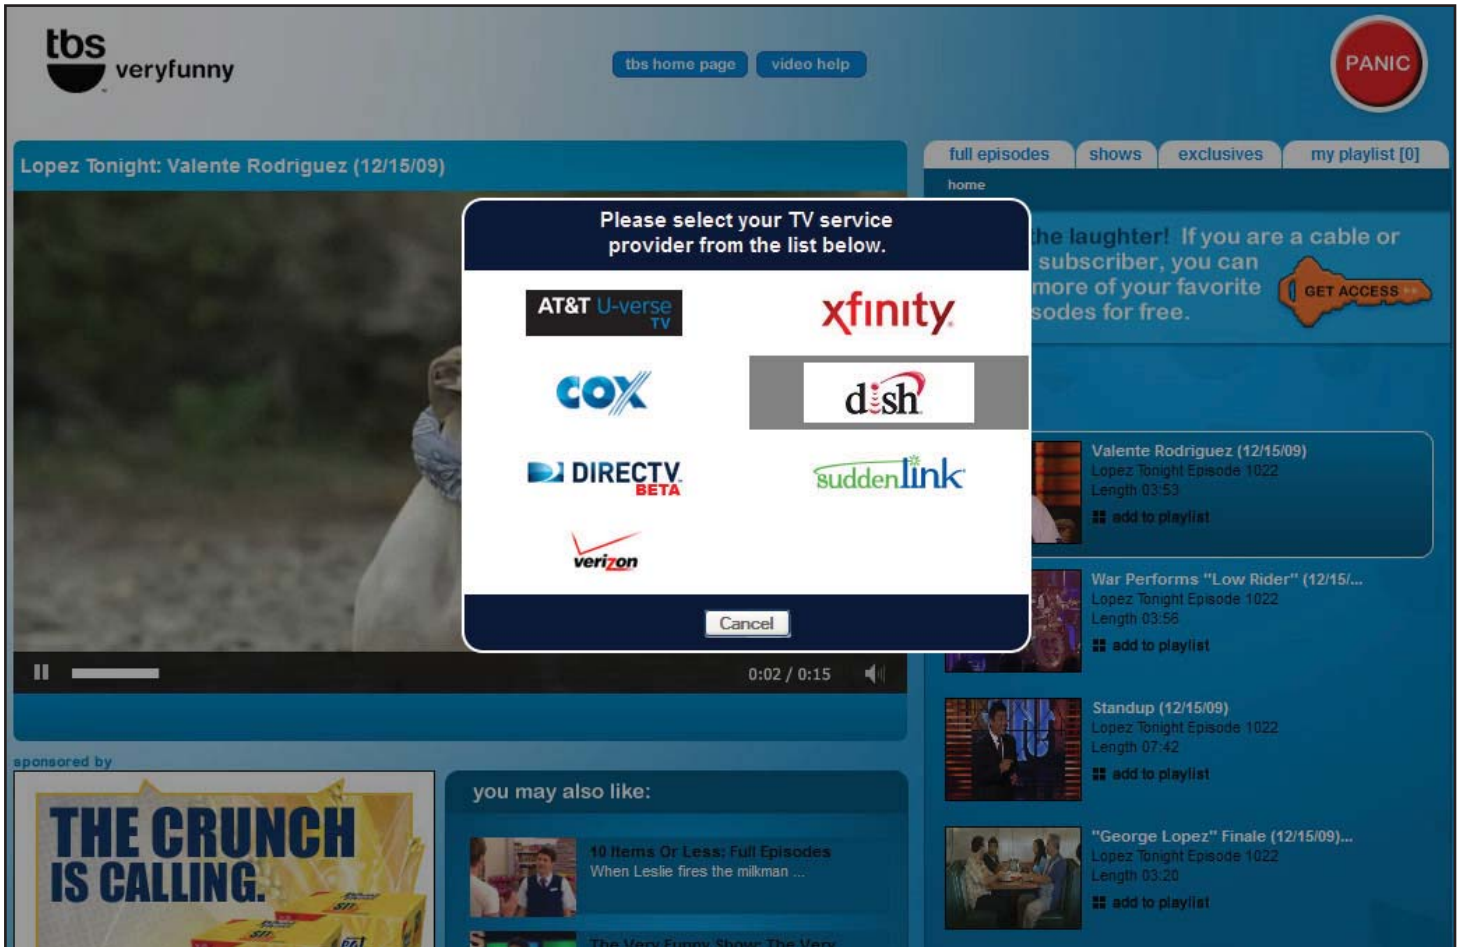 tbs
veryfunny
tbs home page
video help
PANIC
Lopez Tonight: Valente Rodriguez (12/15/09)
full episodes
shows
exclusives
my playlist [0]
home
Please select your TV service
provider from the list below.
AT&T U-verse
TV
xfinity
COX
dish
DIRECTV
BETA
suddenlink
verizon
Cancel
the laughter! If you are a cable or
subscriber, you can
more of your favorite
sodes for free.
GET ACCESS
0:02 / 0:15
Valente Rodriguez (12/15/09)
Lopez Tonight Episode 1022
Length 03:53
add to playlist
War Performs "Low Rider" (12/15/...
Lopez Tonight Episode 1022
Length 03:56
add to playlist
Standup (12/15/09)
Lopez Tonight Episode 1022
Length 07:42
add to playlist
"George Lopez" Finale (12/15/09)...
Lopez Tonight Episode 1022
Length 03:20
add to playlist
sponsored by
THE CRUNCH
IS CALLING.
you may also like:
10 Items Or Less: Full Episodes
When Leslie fires the milkman ...
The Very Funny Show: The Very